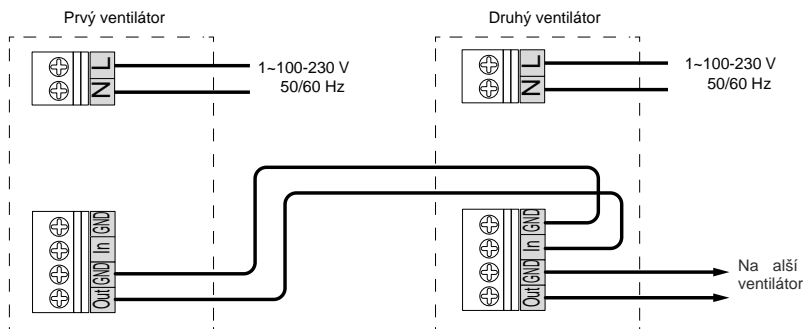 Prvý ventilátor
Druhý ventilátor
L
N
1~100-230 V
50/60 Hz
L
N
1~100-230 V
50/60 Hz
GND
In
GND
Out
GND
In
GND
Out
Na alší
ventilátor